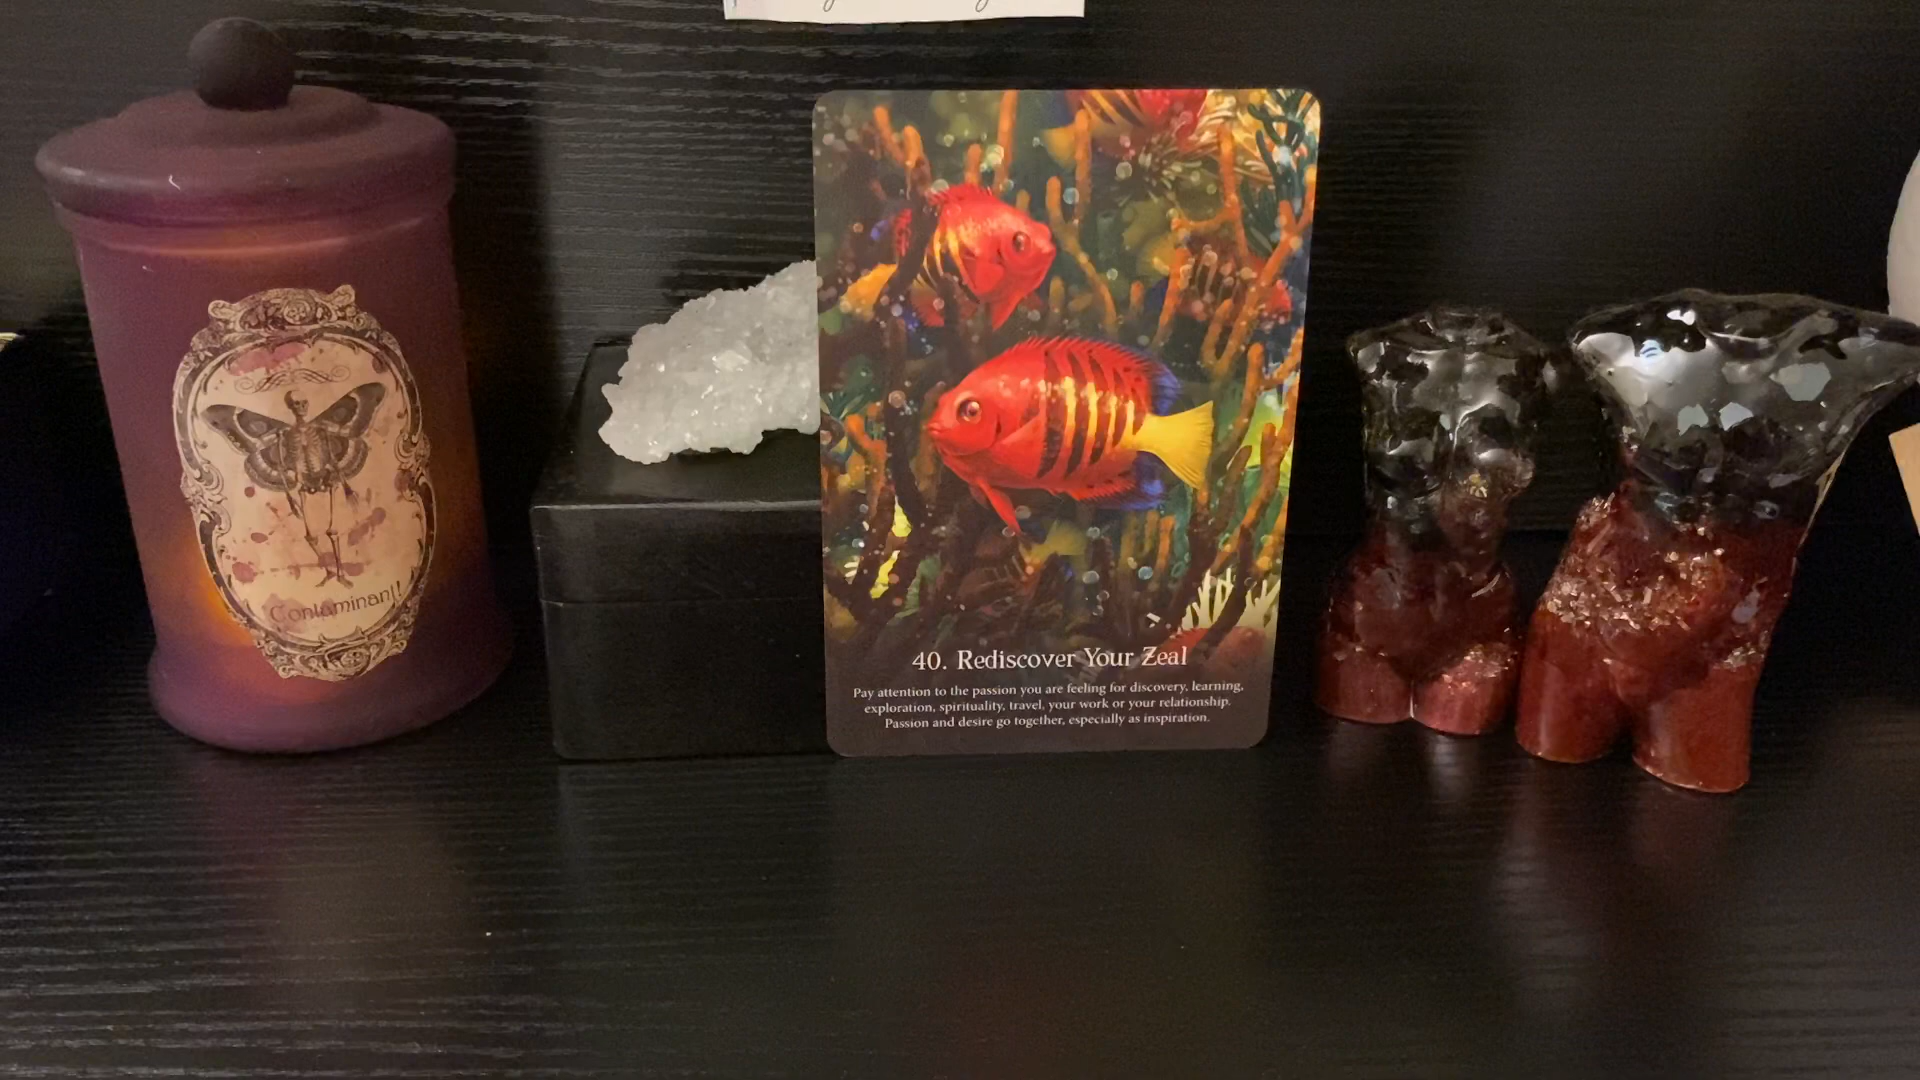 Contaminant!
40. Rediscover Your Zeal
Pay attention to the passion you are feeling for discovery, learning,
exploration, spirituality, travel, your work or your relationship.
Passion and desire go together, especially as inspiration.